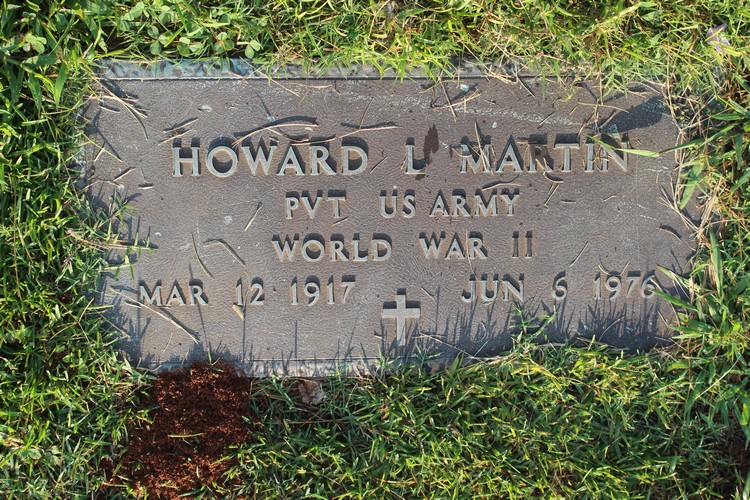 HOWARD L MARTIN
PVT US ARMY
WORLD WAR II
MAR 12 1917 JUN 6 1976